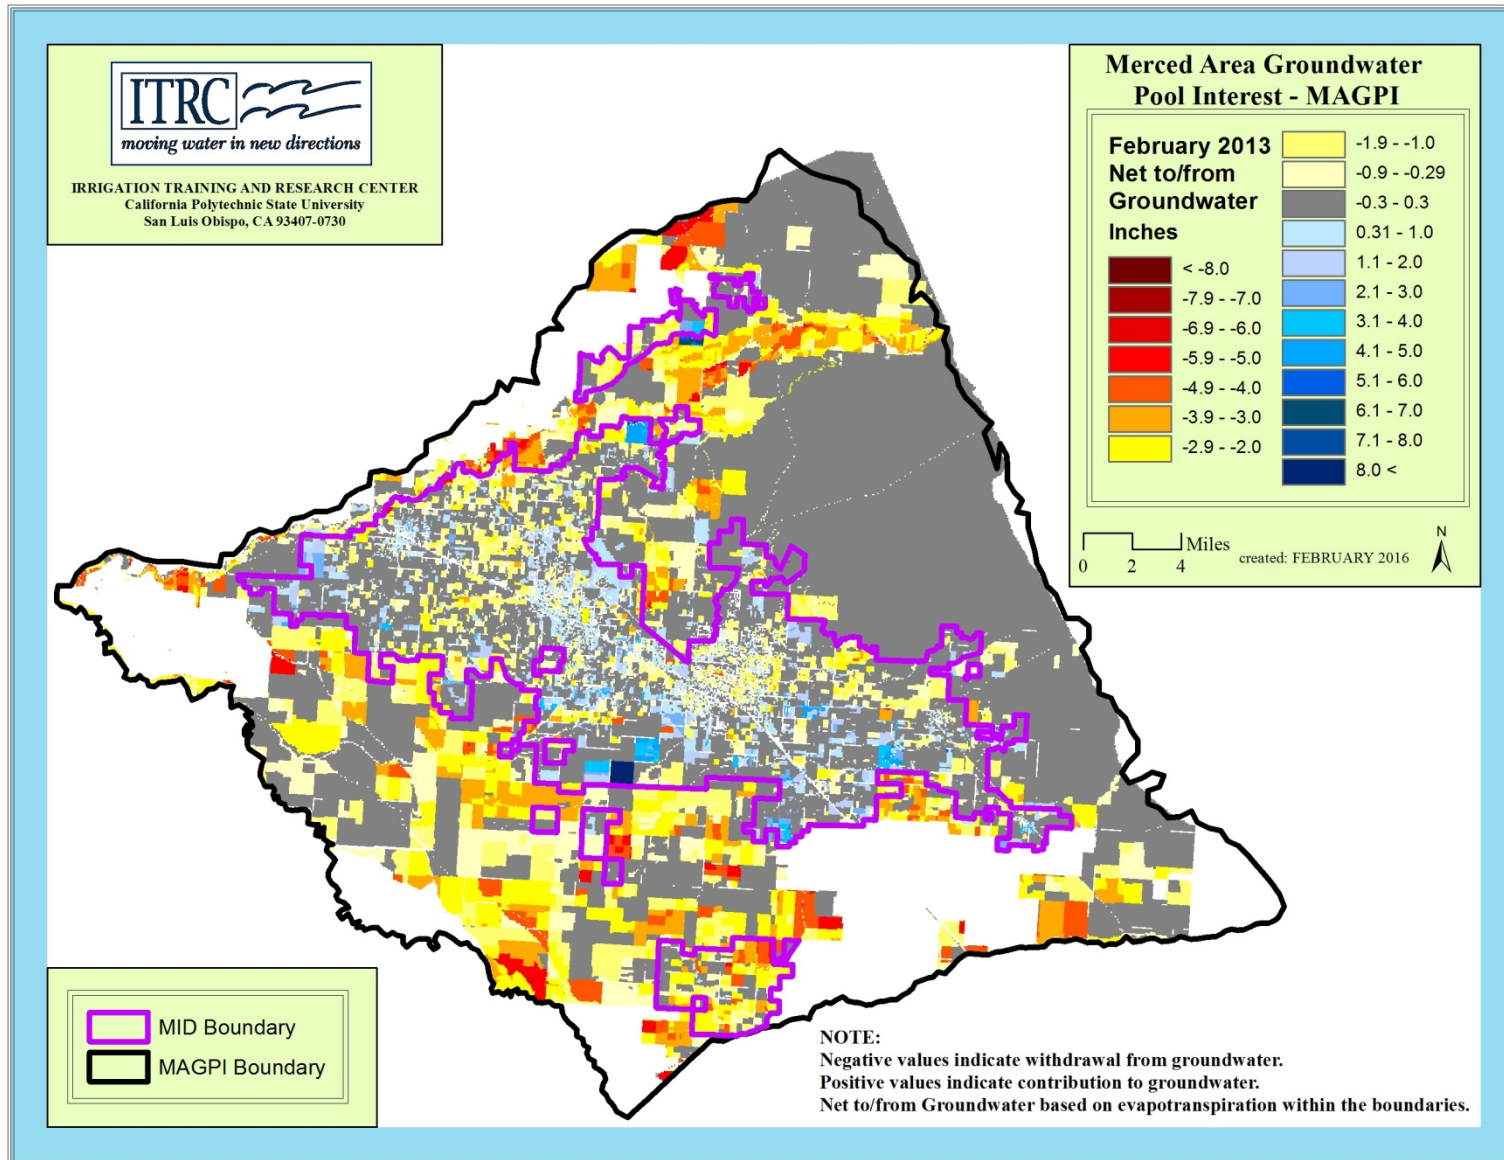 ITRC
moving water in new directions
IRRIGATION TRAINING AND RESEARCH CENTER
California Polytechnic State University
San Luis Obispo, CA 93407-0730
Merced Area Groundwater
Pool Interest - MAGPI
February 2013
Net to/from
Groundwater
Inches
< -8.0
-7.9 - -7.0
-6.9 - -6.0
-5.9 - -5.0
-4.9 - -4.0
-3.9 - -3.0
-2.9 - -2.0
-1.9 - -1.0
-0.9 - -0.29
-0.3 - 0.3
0.31 - 1.0
1.1 - 2.0
2.1 - 3.0
3.1 - 4.0
4.1 - 5.0
5.1 - 6.0
6.1 - 7.0
7.1 - 8.0
8.0 <
Miles
0 2 4
created: FEBRUARY 2016
N
MID Boundary
MAGPI Boundary
NOTE:
Negative values indicate withdrawal from groundwater.
Positive values indicate contribution to groundwater.
Net to/from Groundwater based on evapotranspiration within the boundaries.